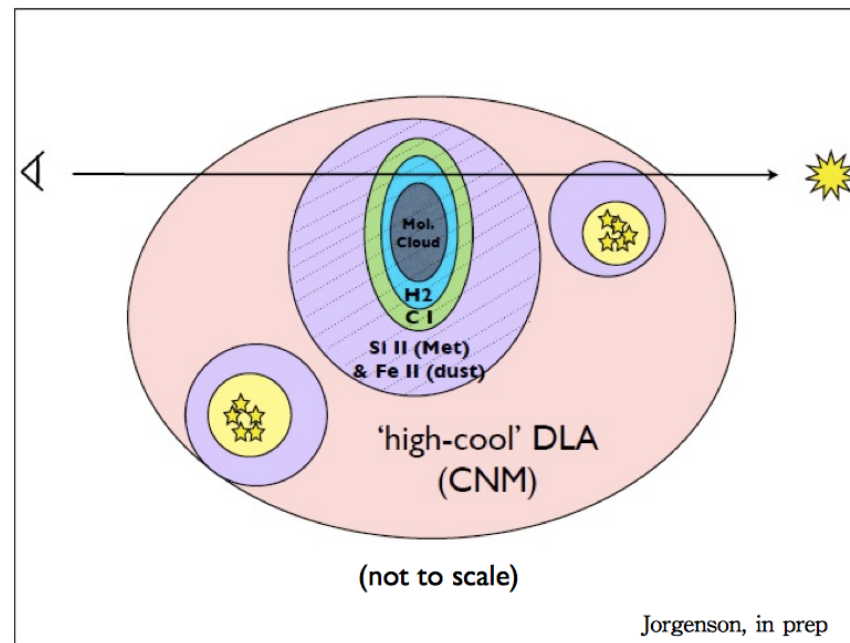 Mol.
Cloud
H2
C I
SI II (Met)
& Fe II (dust)
'high-cool' DLA
(CNM)
(not to scale)
Jorgenson, in prep